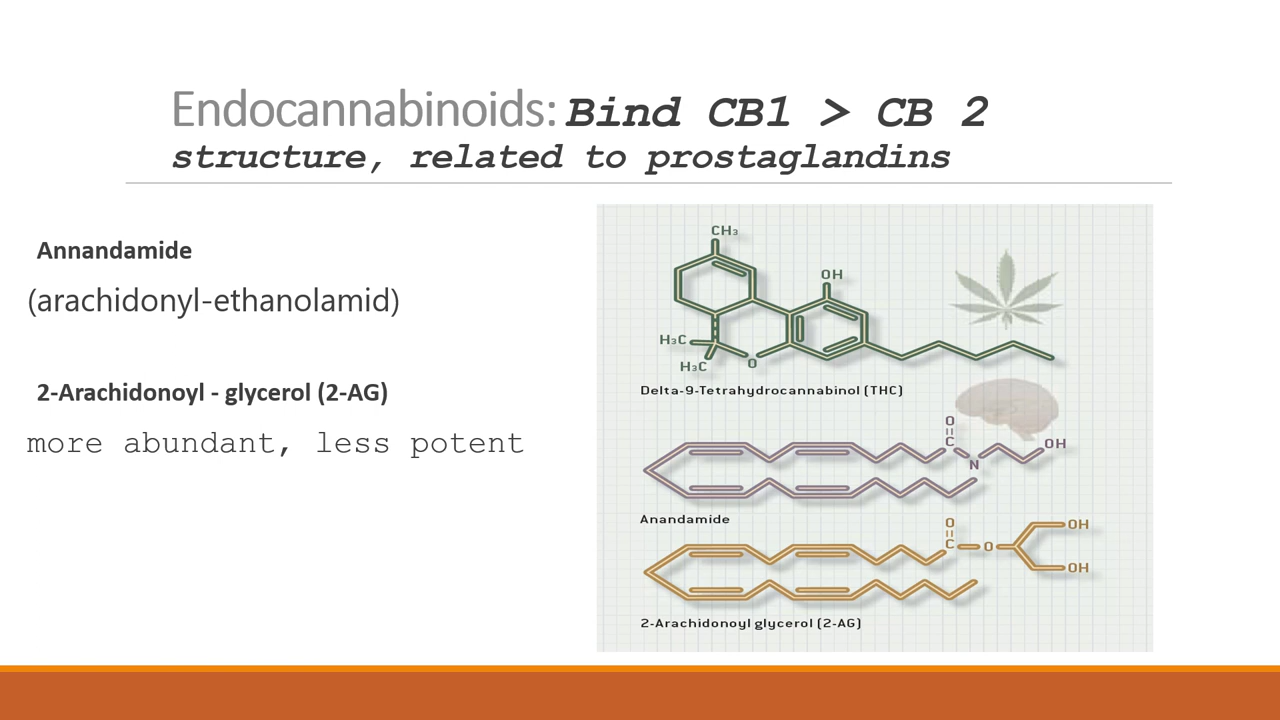 Endocannabinoids: Bind CB1 > CB 2
structure, related to prostaglandins
Annandamide
(arachidonyl-ethanolamid)
2-Arachidonoyl - glycerol (2-AG)
more abundant, less potent
CH₃
OH
H₃C
H₃C
O
Delta-9-Tetrahydrocannabinol (THC)
O
C
OH
N
Anandamide
O
C
O
OH
OH
2-Arachidonoyl glycerol (2-AG)